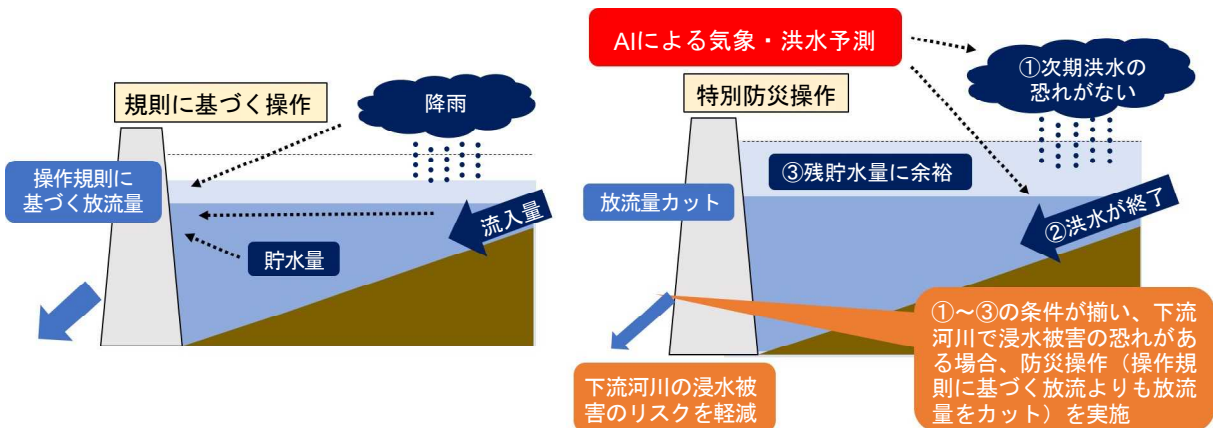 規則に基づく操作
降雨
操作規則に
基づく放流量
流入量
貯水量
AIによる気象・洪水予測
特別防災操作
①次期洪水の
恐れがない
③残貯水量に余裕
放流量カット
②洪水が終了
①～③の条件が揃い、下流
河川で浸水被害の恐れがあ
る場合、防災操作（操作規
則に基づく放流よりも放流
量をカット）を実施
下流河川の浸水被
害のリスクを軽減